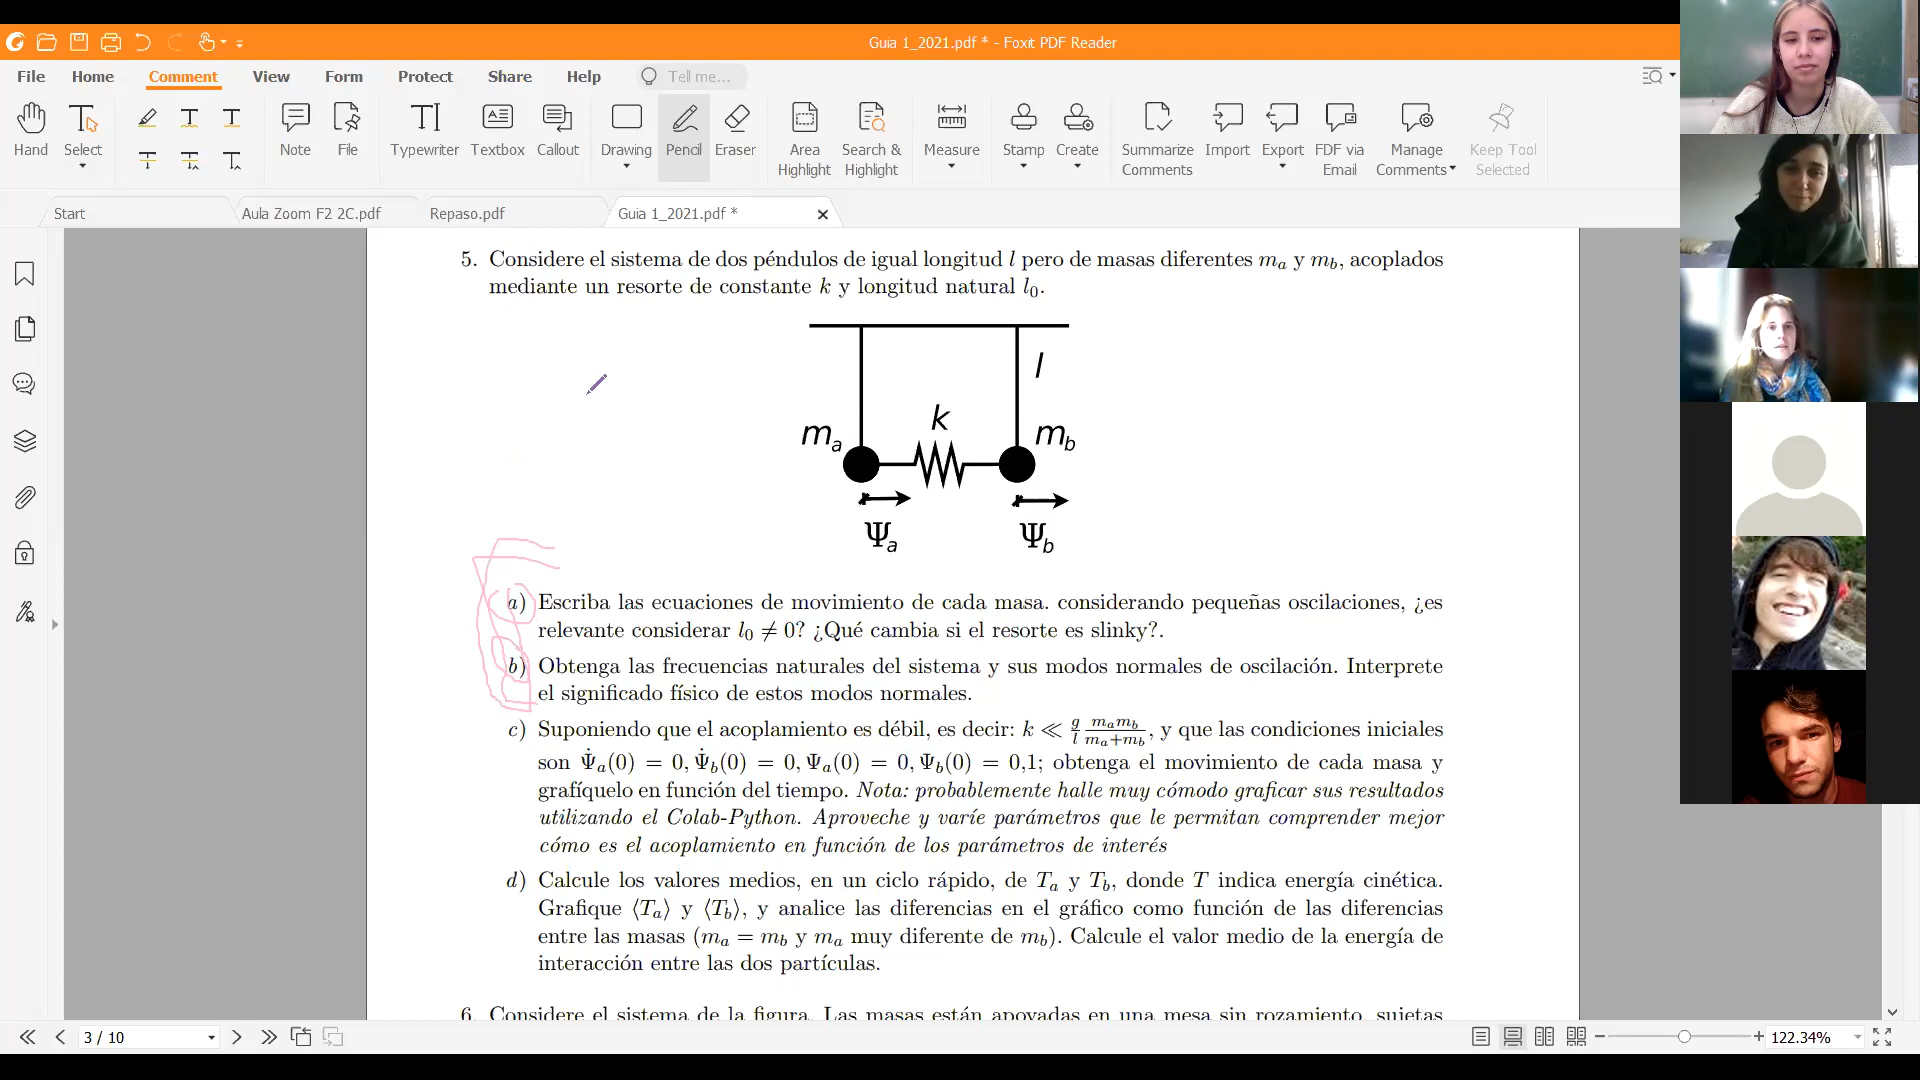 Guia 1_2021.pdf * - Foxit PDF Reader
File Home Comment View Form Protect Share Help Tell me...
Hand Select Note File Typewriter Textbox Callout Drawing Pencil Eraser Area Highlight Search & Highlight Measure Stamp Create Summarize Comments Import Export FDF via Email Manage Comments Keep Tool Selected
Start Aula Zoom F2 2C.pdf Repaso.pdf Guia 1_2021.pdf *
5. Considere el sistema de dos péndulos de igual longitud l pero de masas diferentes mₐ y m_b, acoplados
mediante un resorte de constante k y longitud natural l₀.
l
k
mₐ m_b
Ψₐ Ψ_b
a) Escriba las ecuaciones de movimiento de cada masa. considerando pequeñas oscilaciones, ¿es
relevante considerar l₀ ≠ 0? ¿Qué cambia si el resorte es slinky?.
b) Obtenga las frecuencias naturales del sistema y sus modos normales de oscilación. Interprete
el significado físico de estos modos normales.
c) Suponiendo que el acoplamiento es débil, es decir: k ≪ g/l mₐm_b/(mₐ+m_b), y que las condiciones iniciales
son Ψ̇ₐ(0) = 0, Ψ̇_b(0) = 0, Ψₐ(0) = 0, Ψ_b(0) = 0,1; obtenga el movimiento de cada masa y
grafíquelo en función del tiempo. Nota: probablemente halle muy cómodo graficar sus resultados
utilizando el Colab-Python. Aproveche y varíe parámetros que le permitan comprender mejor
cómo es el acoplamiento en función de los parámetros de interés
d) Calcule los valores medios, en un ciclo rápido, de Tₐ y T_b, donde T indica energía cinética.
Grafique ⟨Tₐ⟩ y ⟨T_b⟩, y analice las diferencias en el gráfico como función de las diferencias
entre las masas (mₐ = m_b y mₐ muy diferente de m_b). Calcule el valor medio de la energía de
interacción entre las dos partículas.
6. Considere el sistema de la figura. Las masas están apoyadas en una mesa sin rozamiento, sujetas
3 / 10 122.34%